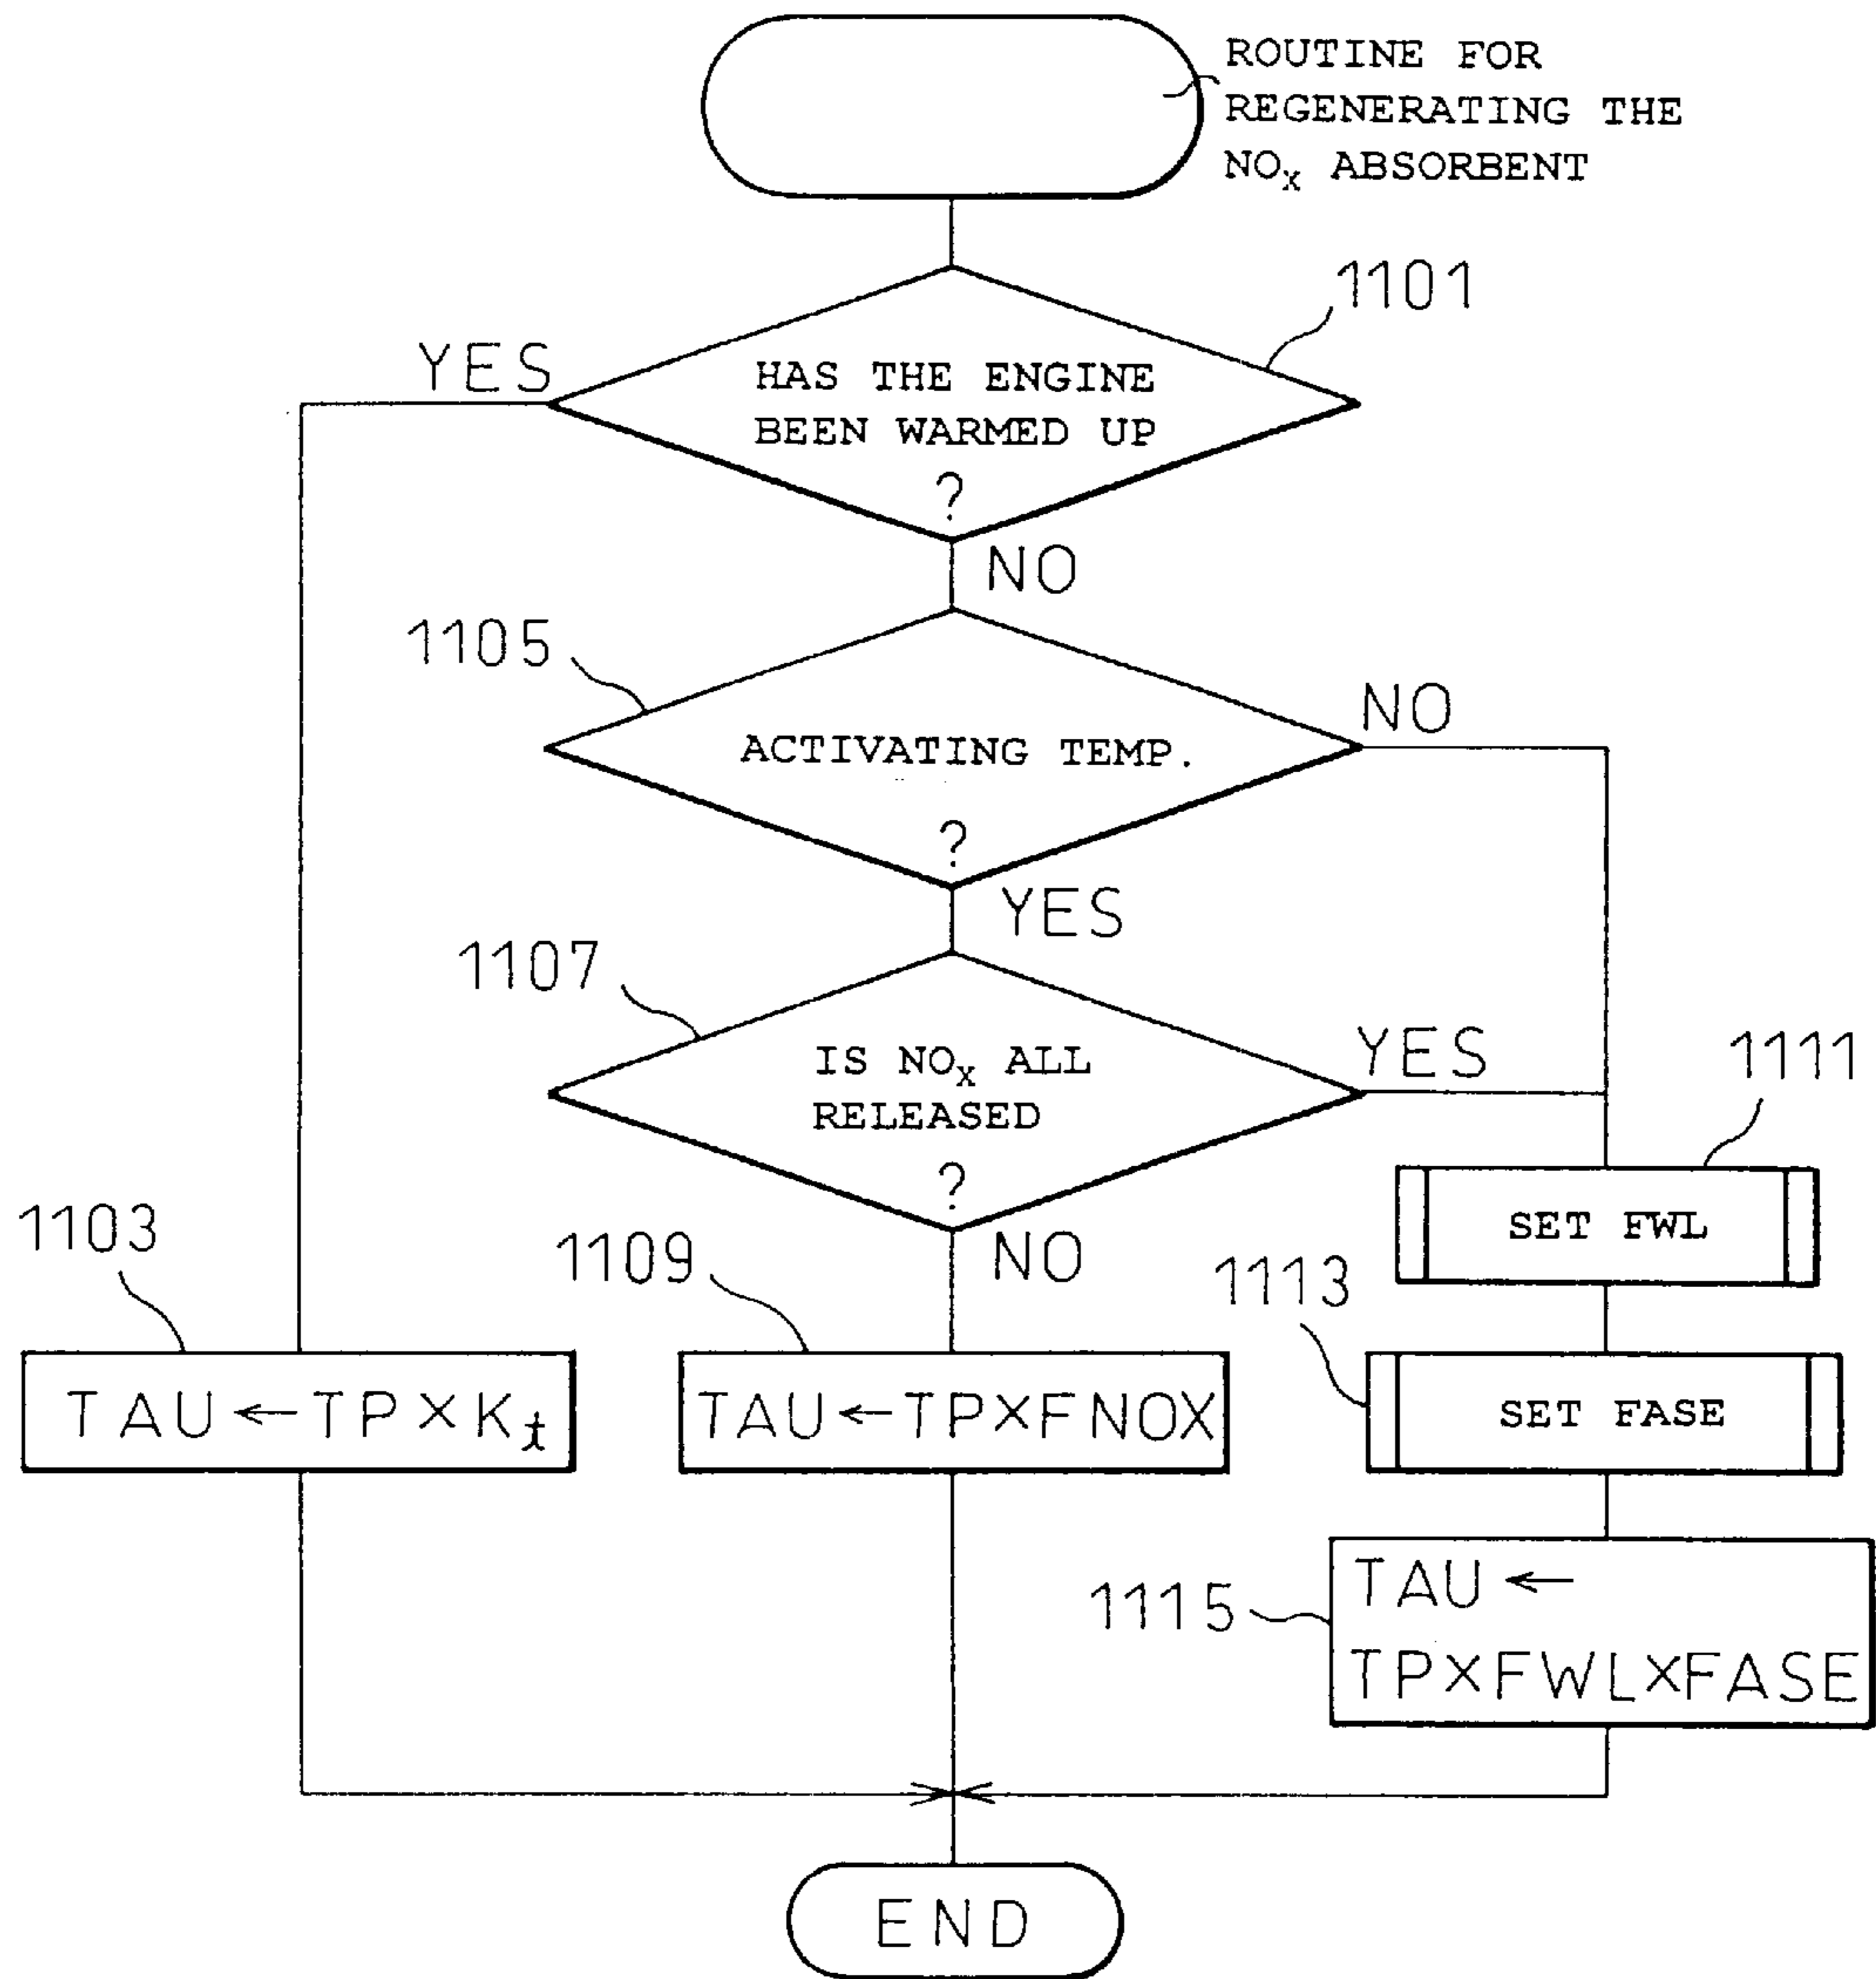 ROUTINE FOR
REGENERATING THE
NOx ABSORBENT
1101
YES
HAS THE ENGINE
BEEN WARMED UP
?
NO
1105
NO
ACTIVATING TEMP.
?
YES
1107
YES
IS NOx ALL
RELEASED
?
NO
1111
SET FWL
1103
1109
1113
TAU←TP×Kt
TAU←TP×FNOX
SET FASE
1115
TAU←
TP×FWL×FASE
END